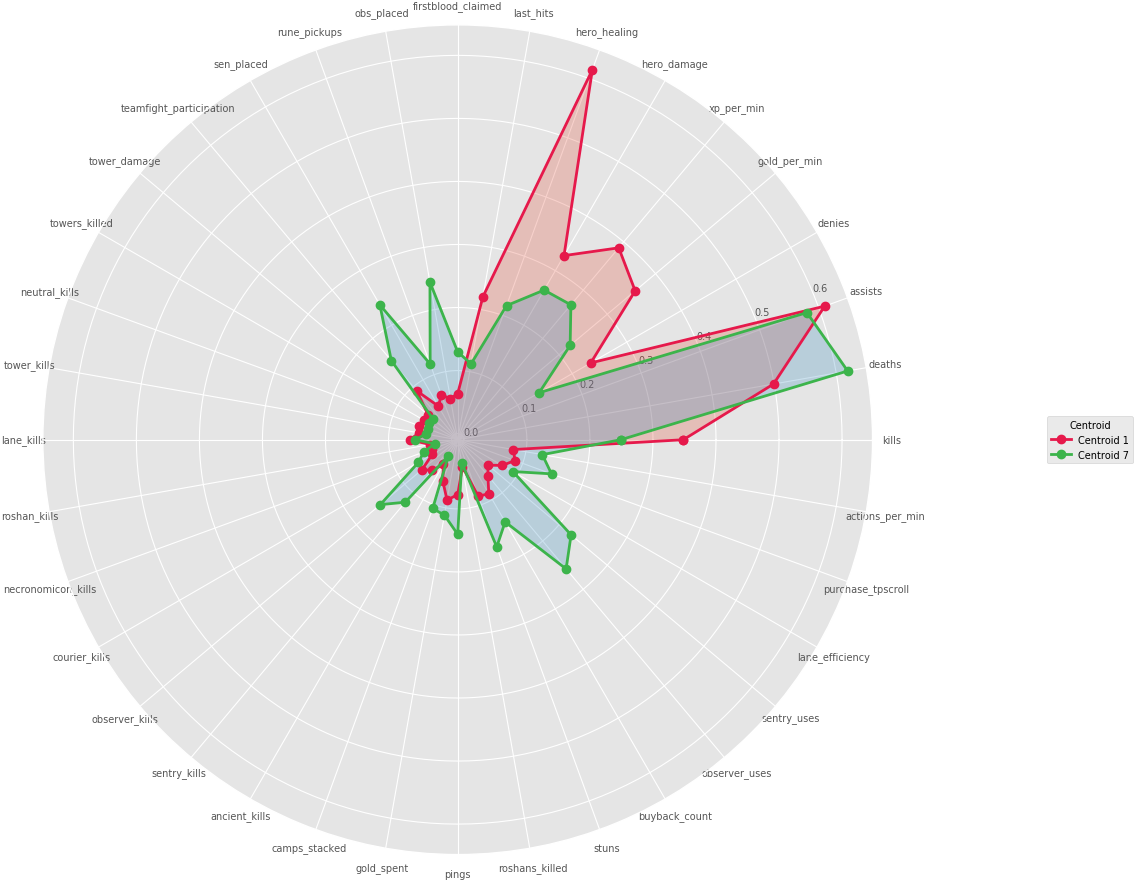 firstblood_claimed
obs_placed
last_hits
rune_pickups
hero_healing
sen_placed
hero_damage
teamfight_participation
xp_per_min
tower_damage
gold_per_min
towers_killed
denies
neutral_kills
0.6
assists
0.5
0.4
tower_kills
0.3
deaths
0.2
0.1
lane_kills
0.0
kills
Centroid
Centroid 1
Centroid 7
roshan_kills
actions_per_min
necronomicon_kills
purchase_tpscroll
courier_kills
lane_efficiency
observer_kills
sentry_uses
sentry_kills
observer_uses
ancient_kills
buyback_count
camps_stacked
stuns
gold_spent
roshans_killed
pings